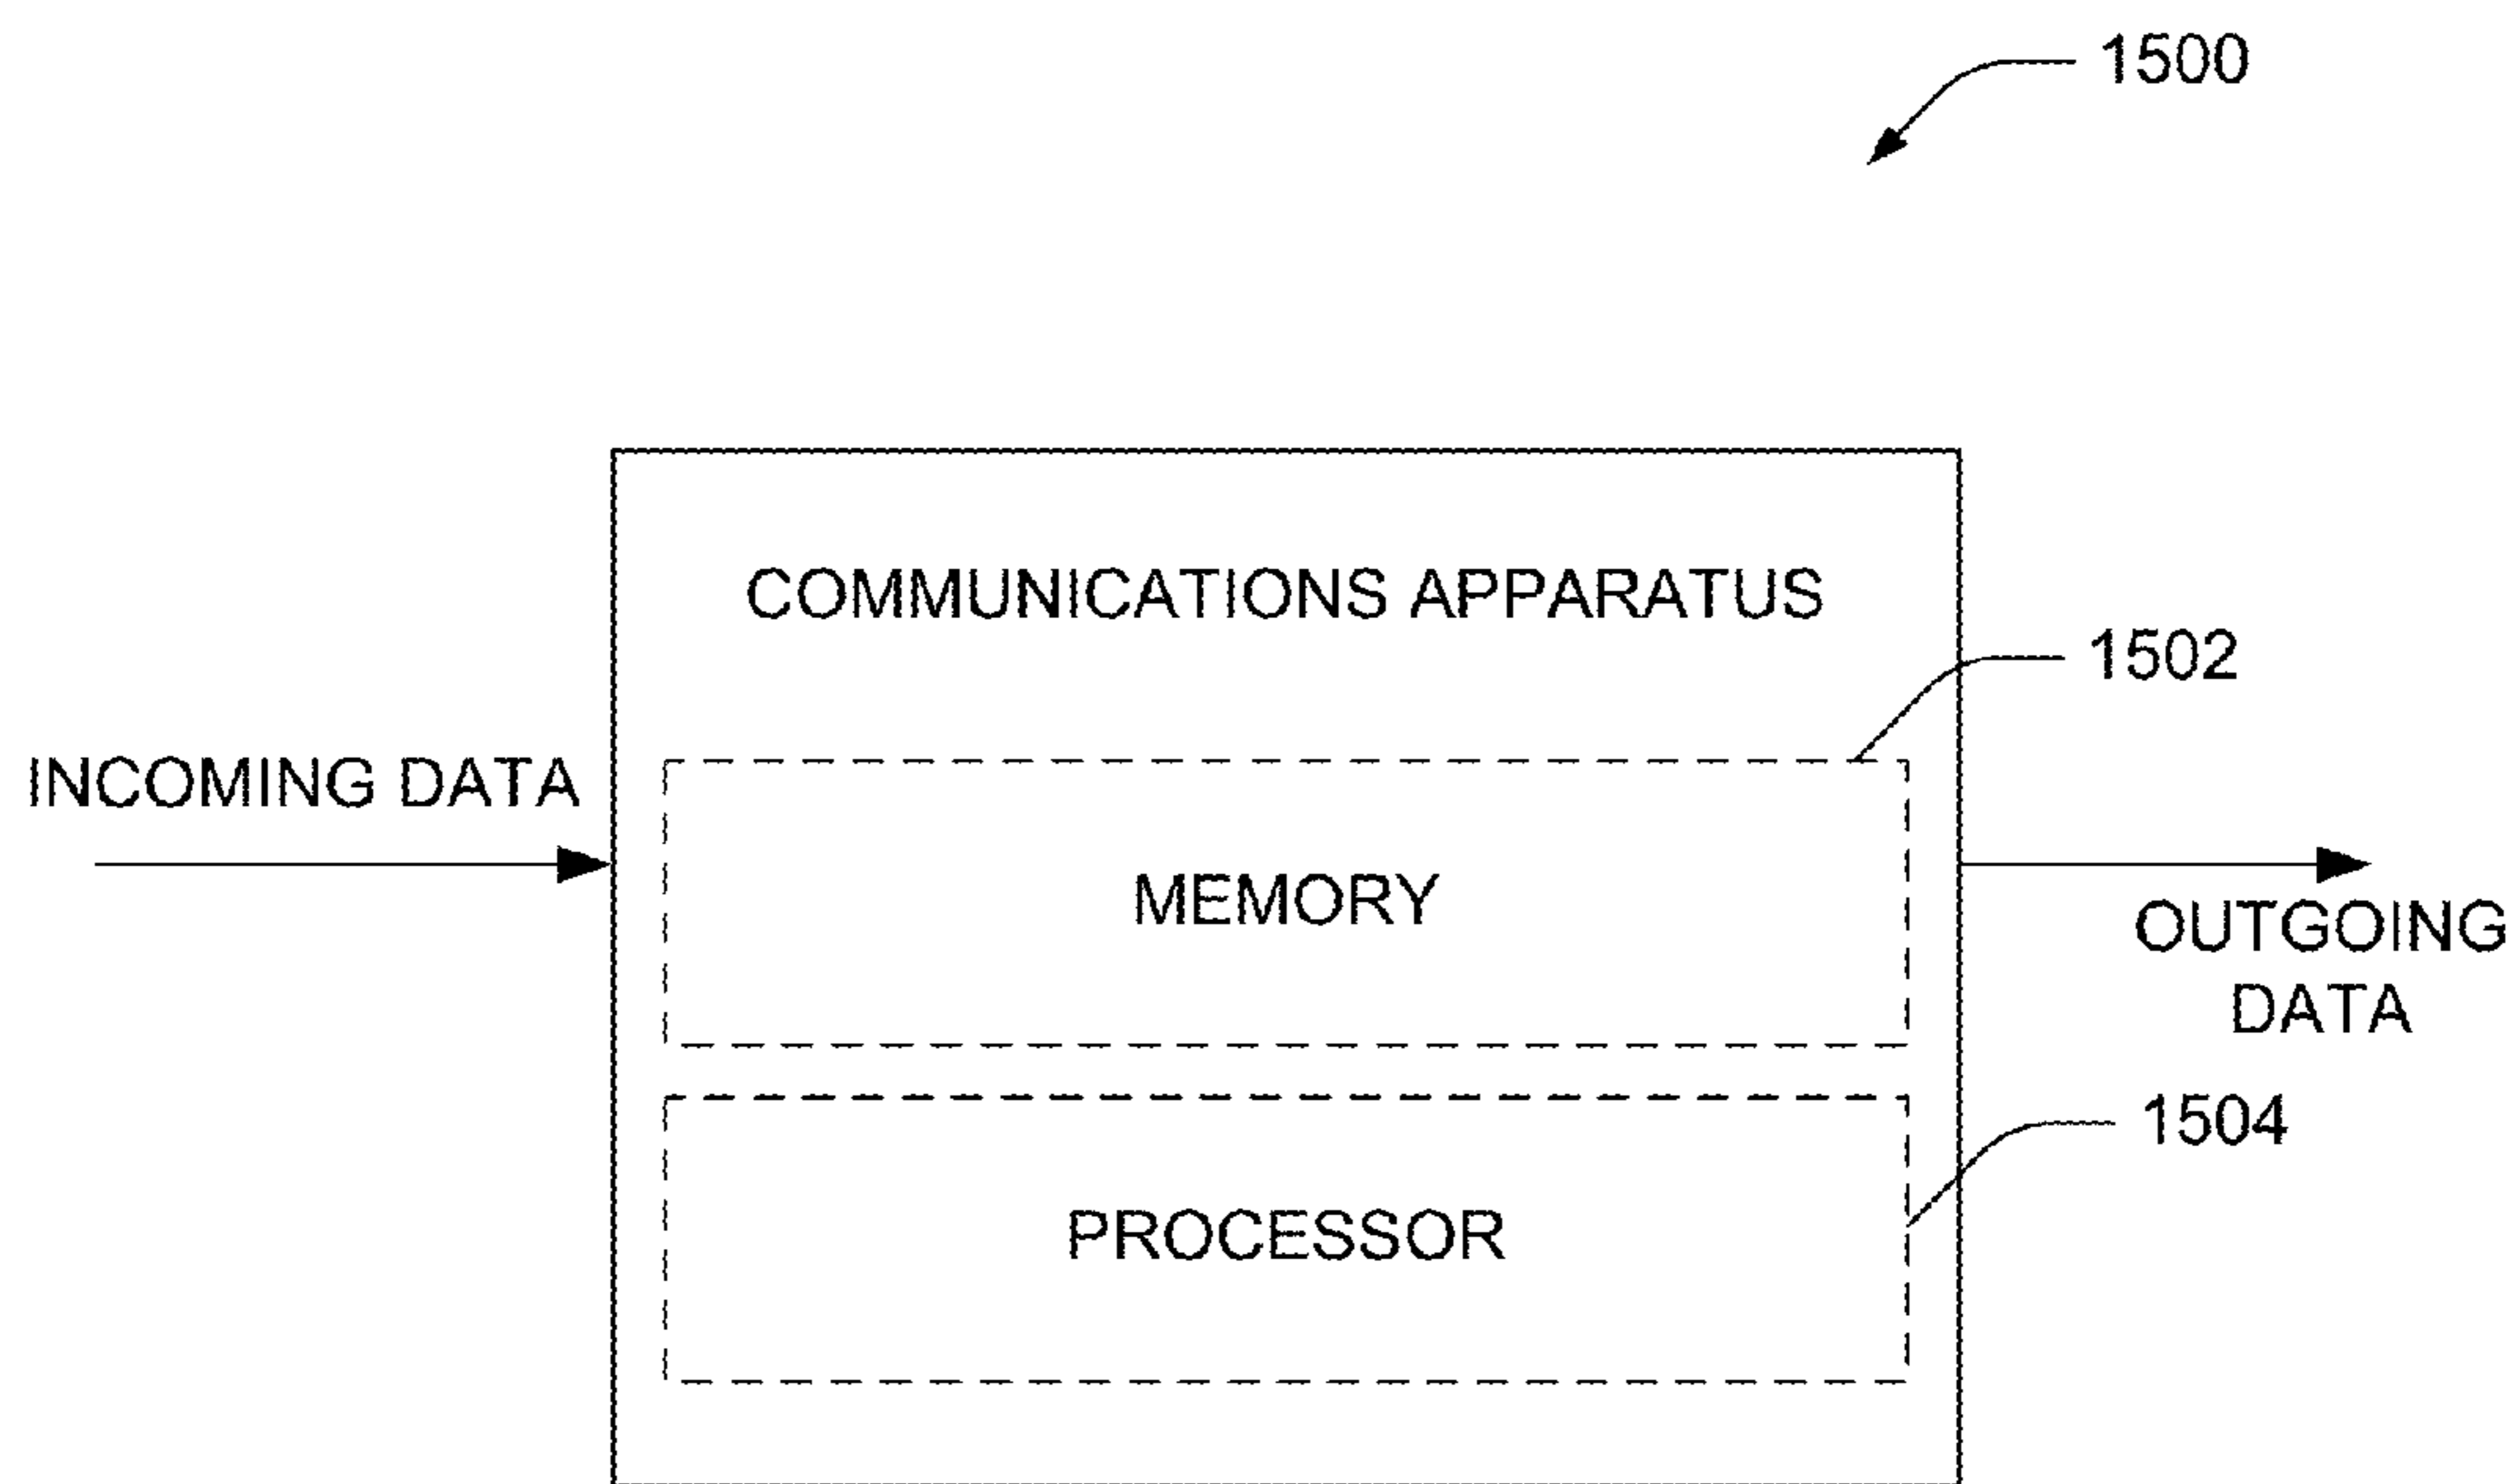 1500
COMMUNICATIONS APPARATUS
1502
INCOMING DATA
MEMORY
OUTGOING
DATA
1504
PROCESSOR